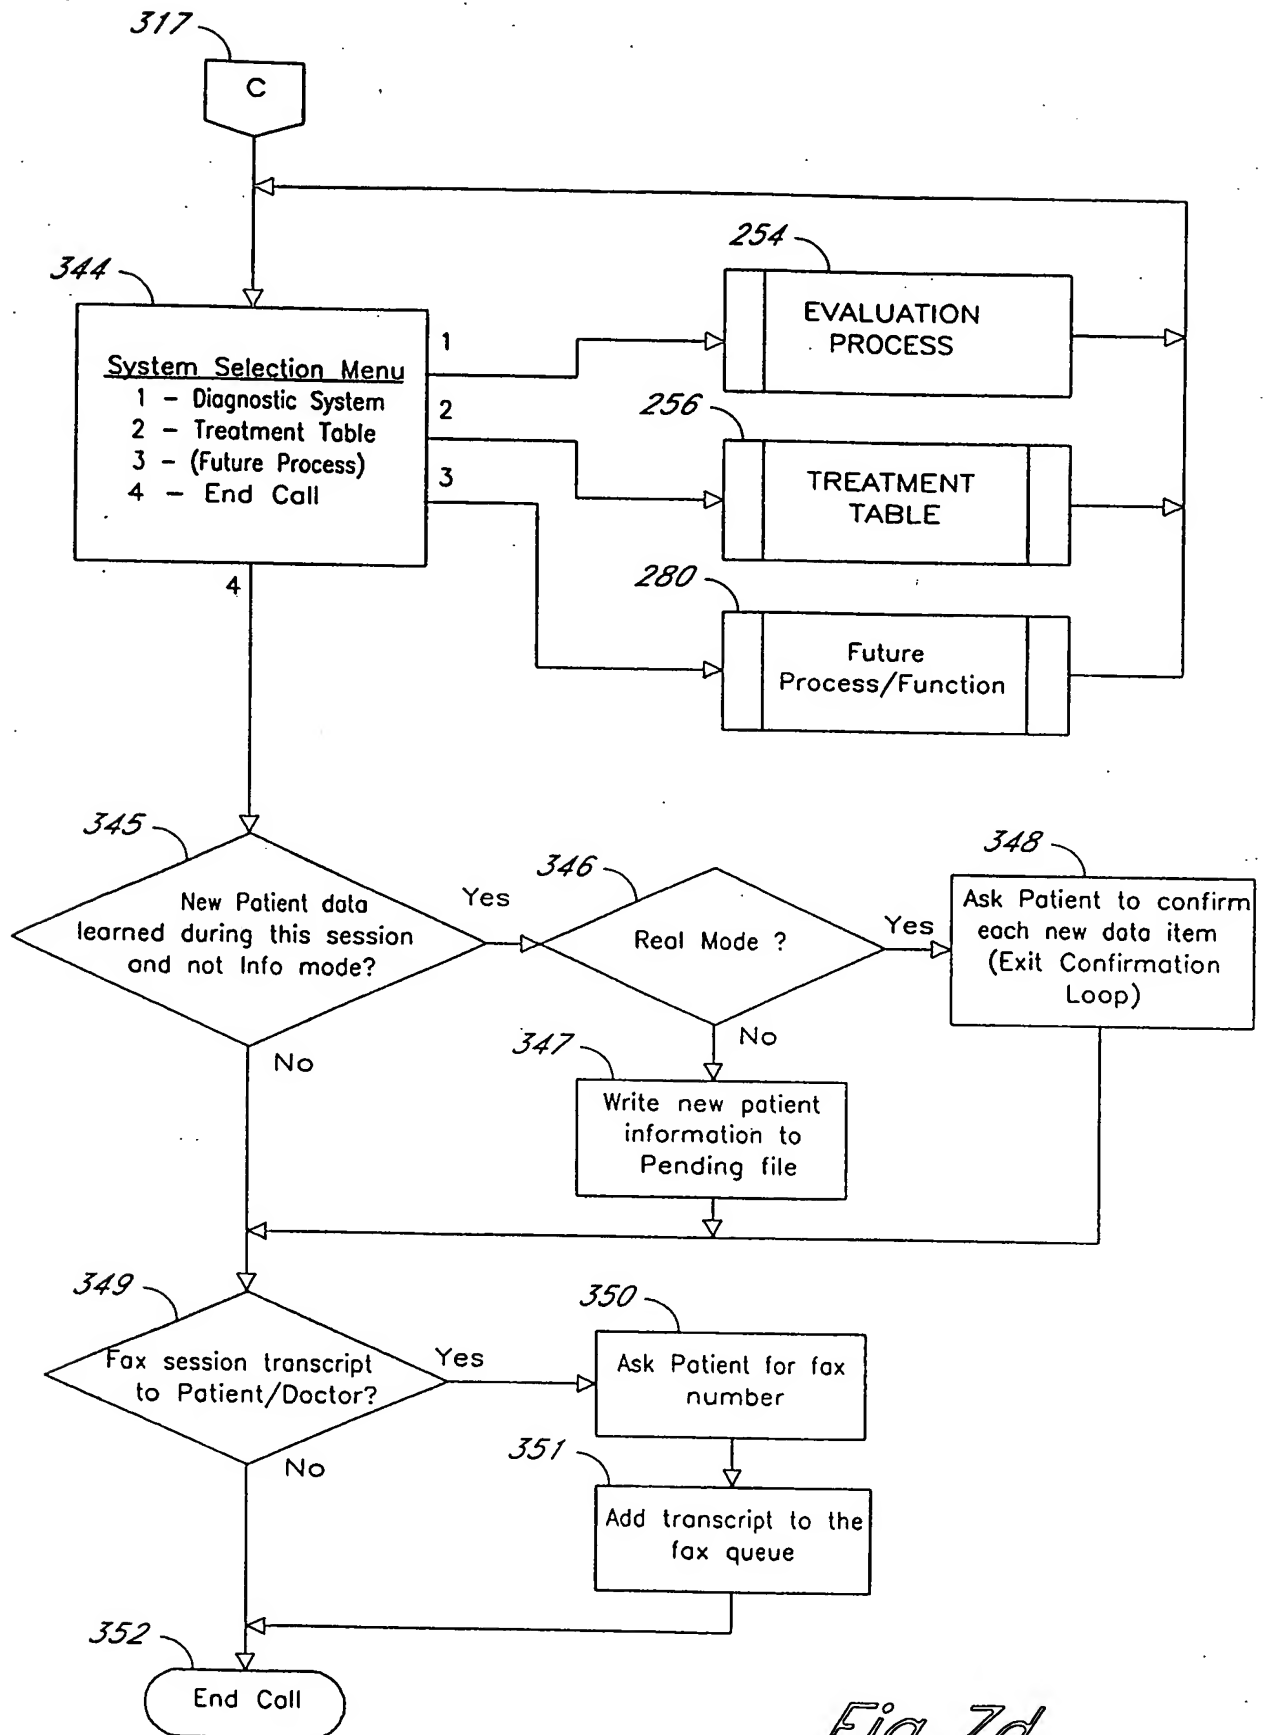 317
C
344
System Selection Menu
1 – Diagnostic System
2 – Treatment Table
3 – (Future Process)
4 – End Call
1
2
3
4
254
EVALUATION
PROCESS
256
TREATMENT
TABLE
280
Future
Process/Function
345
New Patient data
learned during this session
and not Info mode?
Yes
No
346
Real Mode ?
Yes
No
348
Ask Patient to confirm
each new data item
(Exit Confirmation
Loop)
347
Write new patient
information to
Pending file
349
Fax session transcript
to Patient/Doctor?
Yes
No
350
Ask Patient for fax
number
351
Add transcript to the
fax queue
352
End Call
Fig. 7d